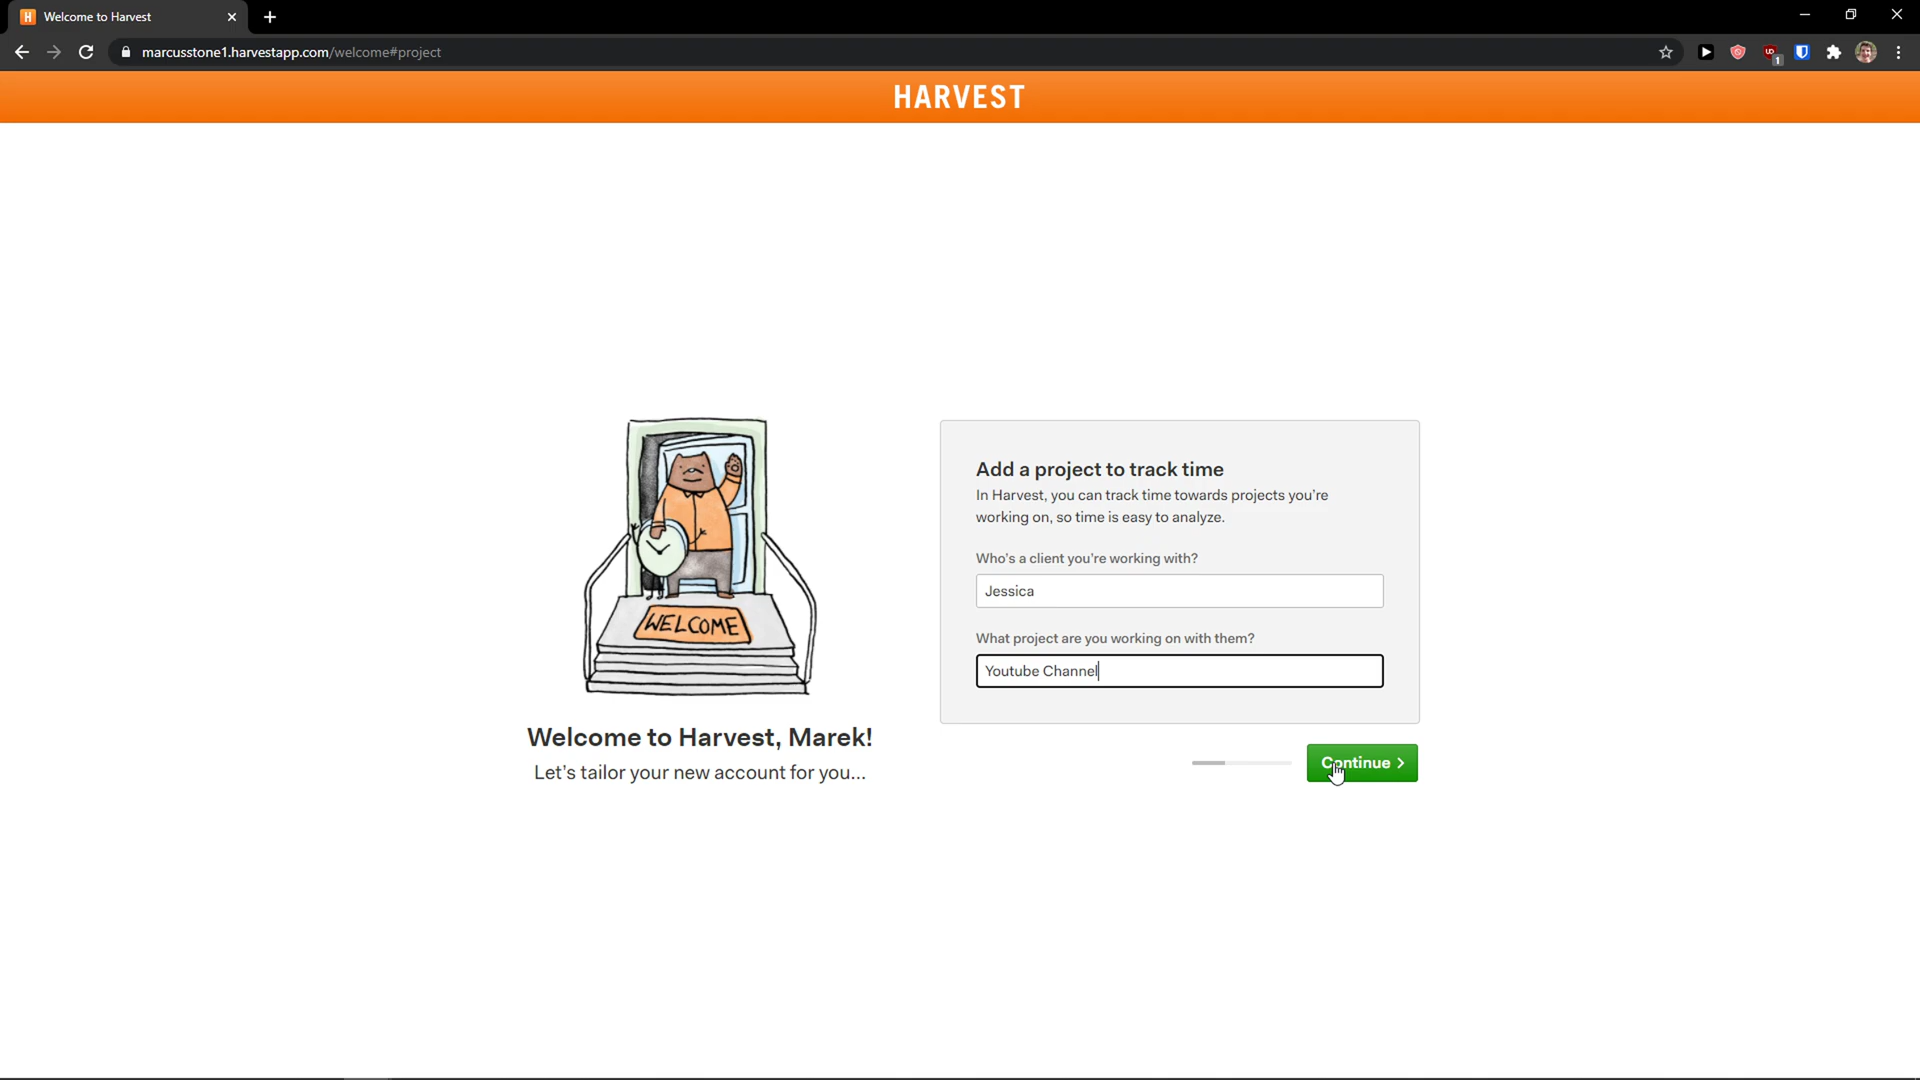 H Welcome to Harvest
marcusstone1.harvestapp.com/welcome#project
UD 1
HARVEST
WELCOME
Welcome to Harvest, Marek!
Let's tailor your new account for you...
Add a project to track time
In Harvest, you can track time towards projects you're
working on, so time is easy to analyze.
Who's a client you're working with?
Jessica
What project are you working on with them?
Youtube Channel
Continue >